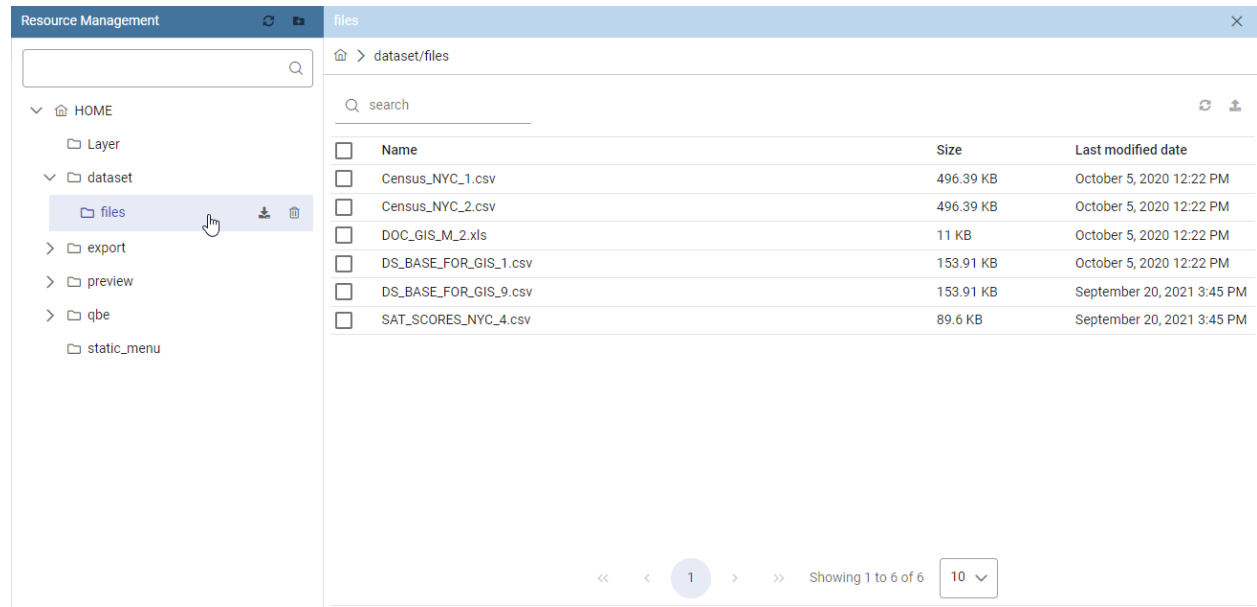 Resource Management
HOME
Layer
dataset
files
export
preview
qbe
static_menu
files
dataset/files
search
Name Size Last modified date
Census_NYC_1.csv 496.39 KB October 5, 2020 12:22 PM
Census_NYC_2.csv 496.39 KB October 5, 2020 12:22 PM
DOC_GIS_M_2.xls 11 KB October 5, 2020 12:22 PM
DS_BASE_FOR_GIS_1.csv 153.91 KB October 5, 2020 12:22 PM
DS_BASE_FOR_GIS_9.csv 153.91 KB September 20, 2021 3:45 PM
SAT_SCORES_NYC_4.csv 89.6 KB September 20, 2021 3:45 PM
1 Showing 1 to 6 of 6 10